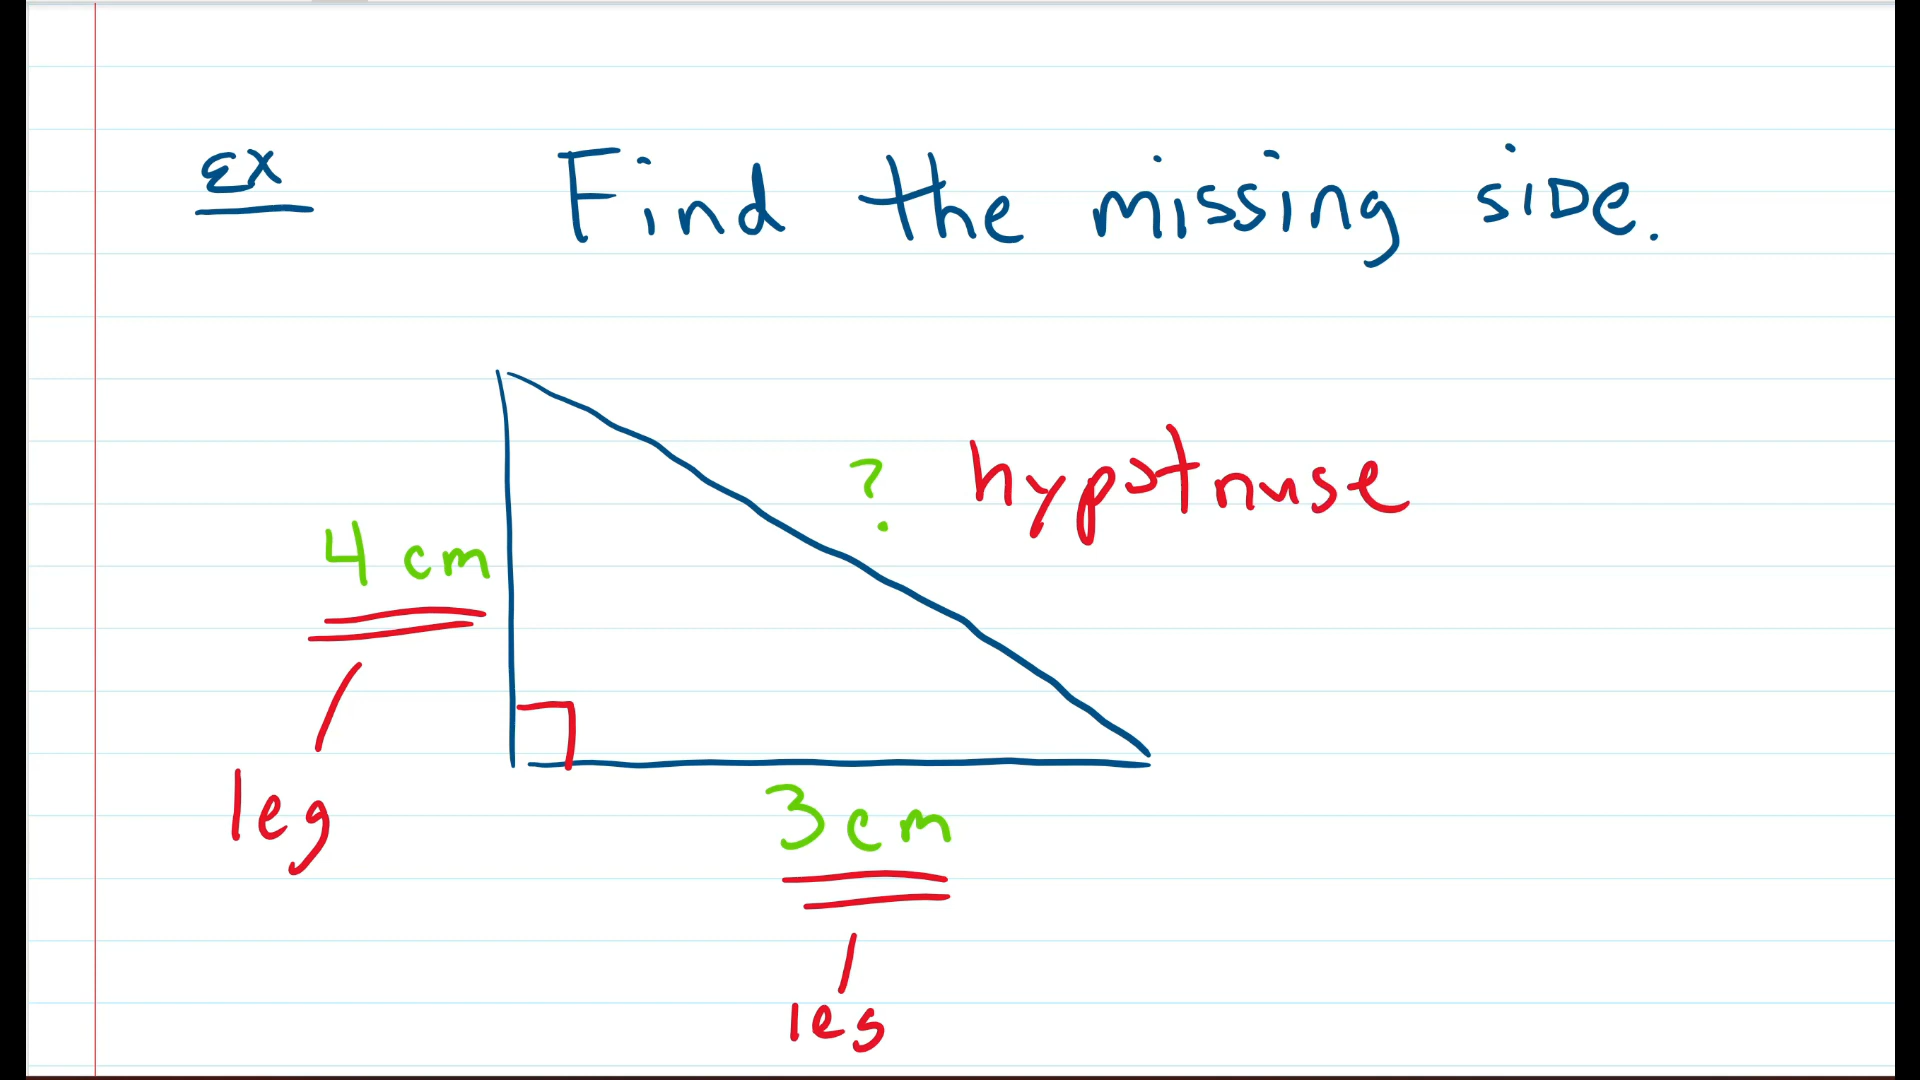 Ex
Find the missing side.
? hypotnuse
4 cm
leg
3 cm
leg